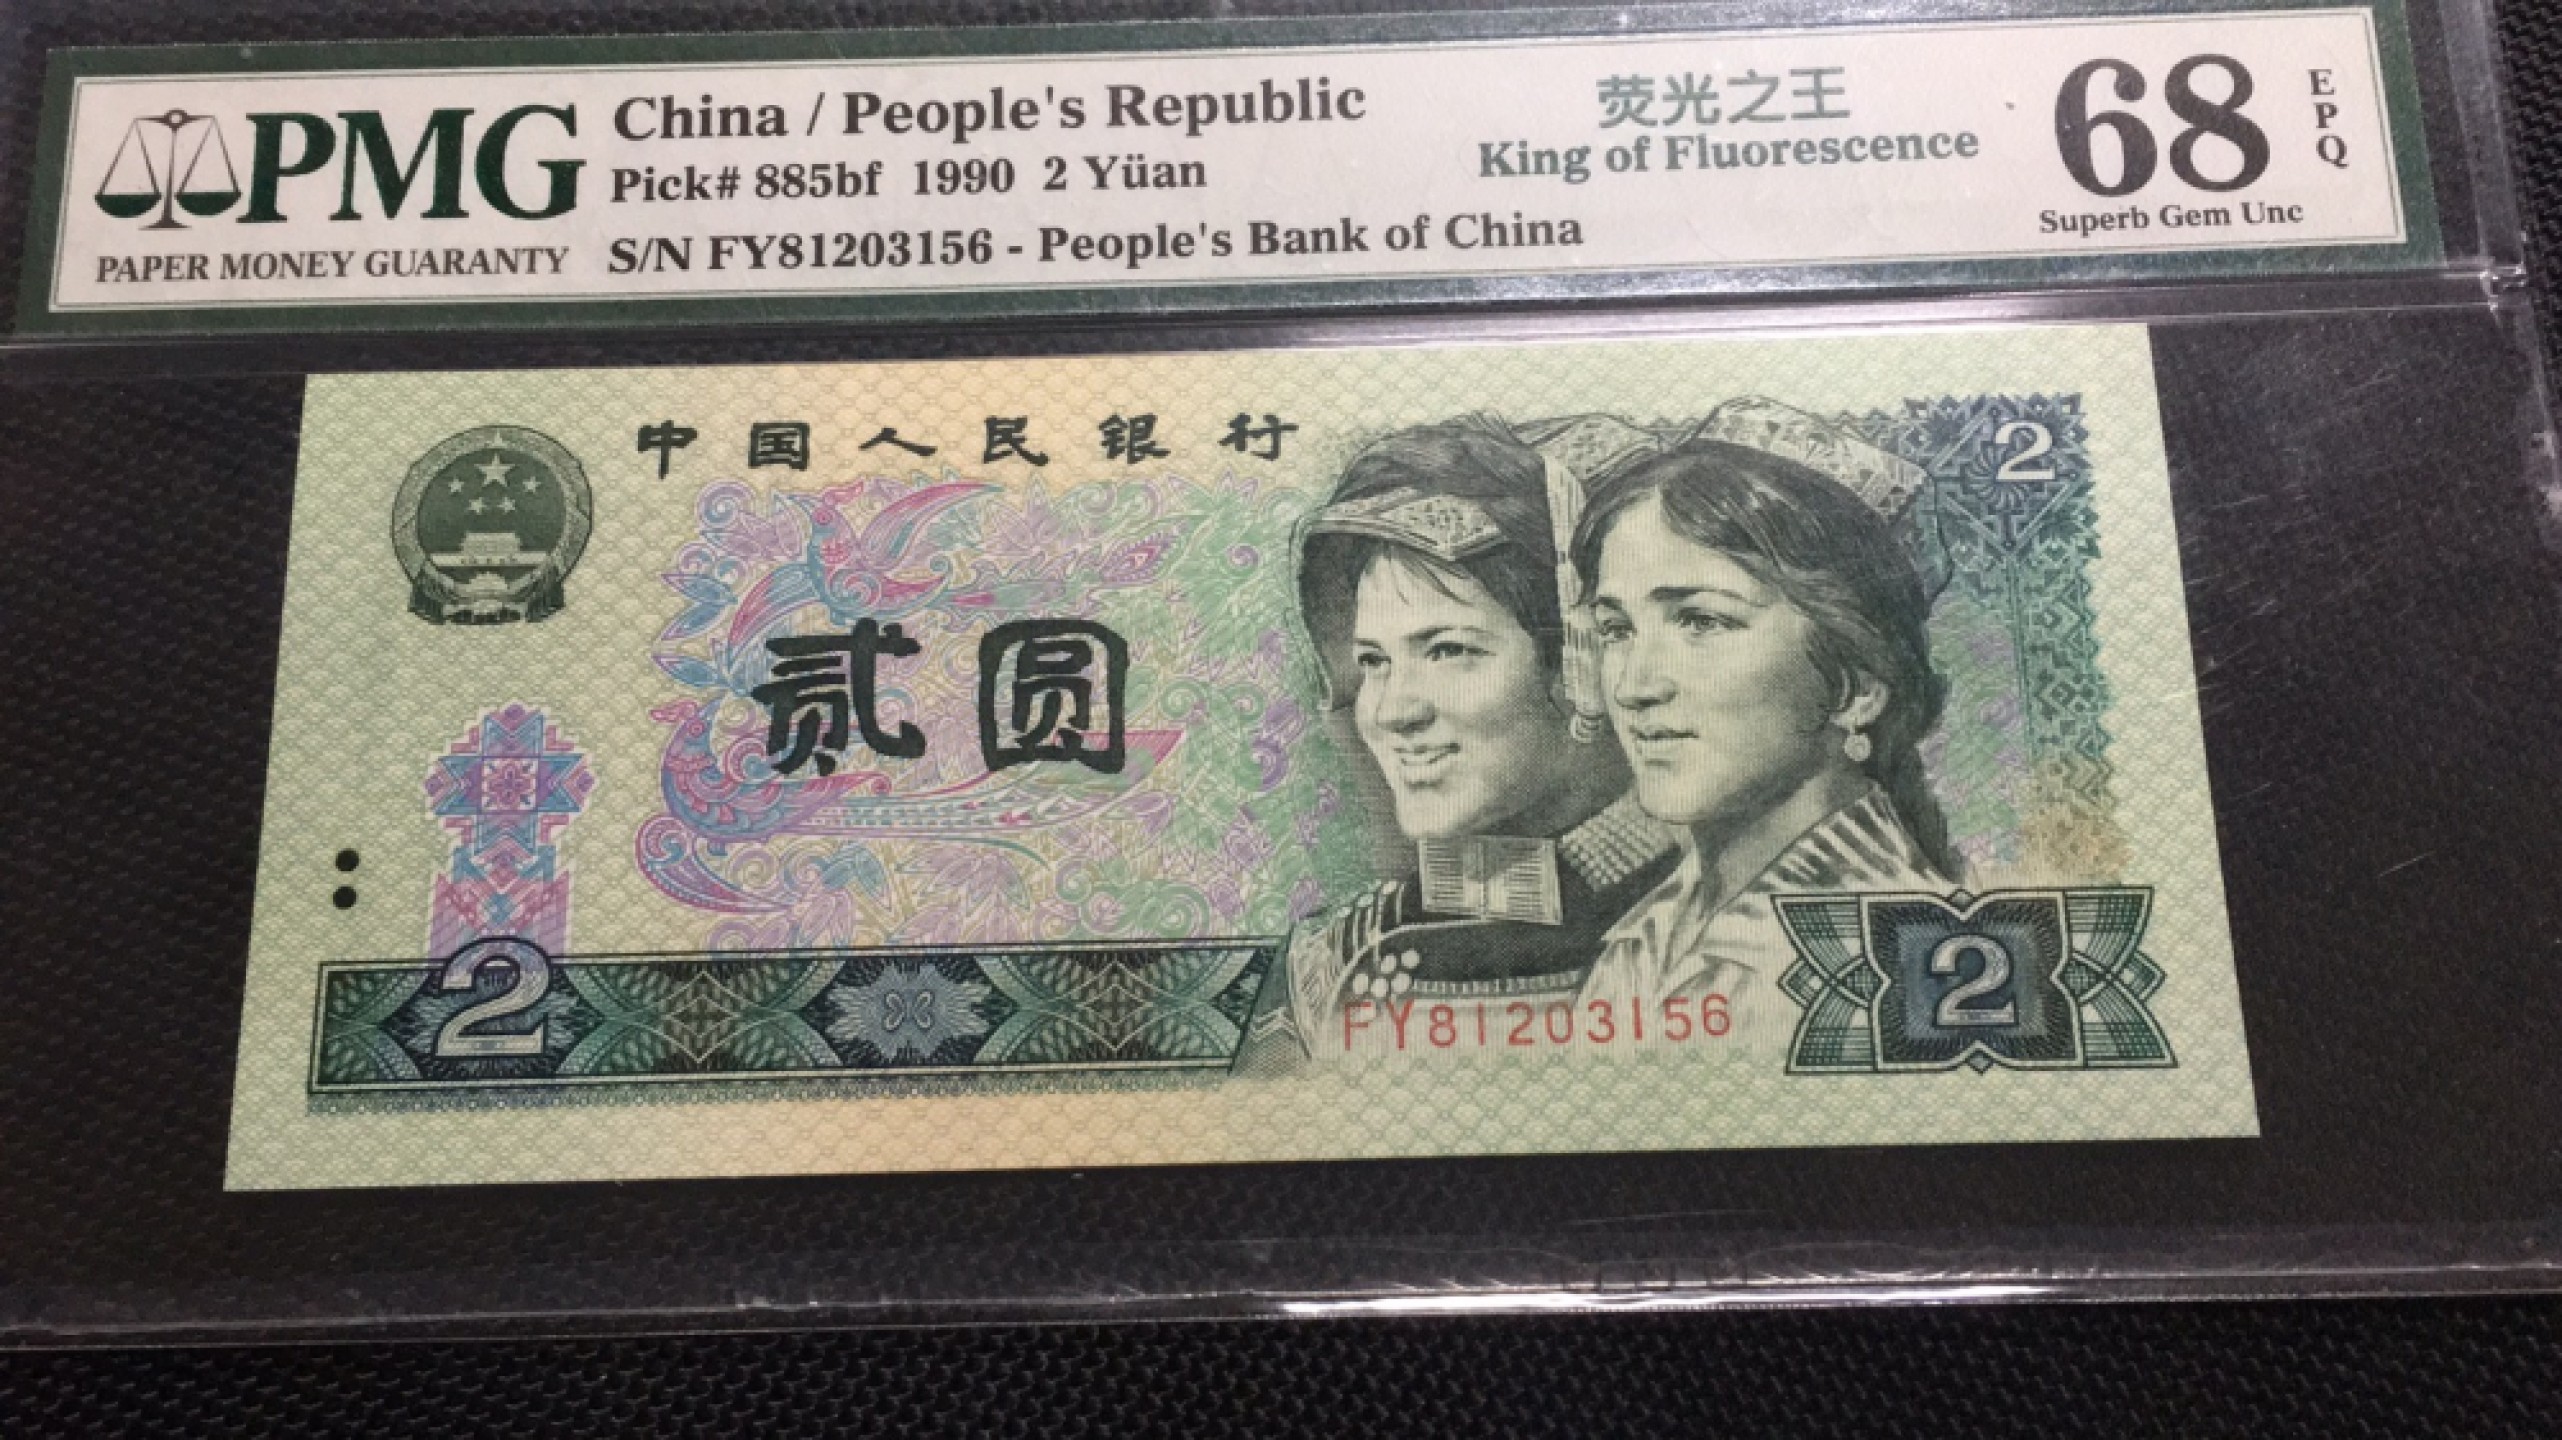 PMG
PAPER MONEY GUARANTY
China / People's Republic
Pick# 885bf 1990 2 Yüan
S/N FY81203156 - People's Bank of China
荧光之王
King of Fluorescence
68
EPQ
Superb Gem Unc
中国人民银行
2
贰圆
2
FY81203156
2